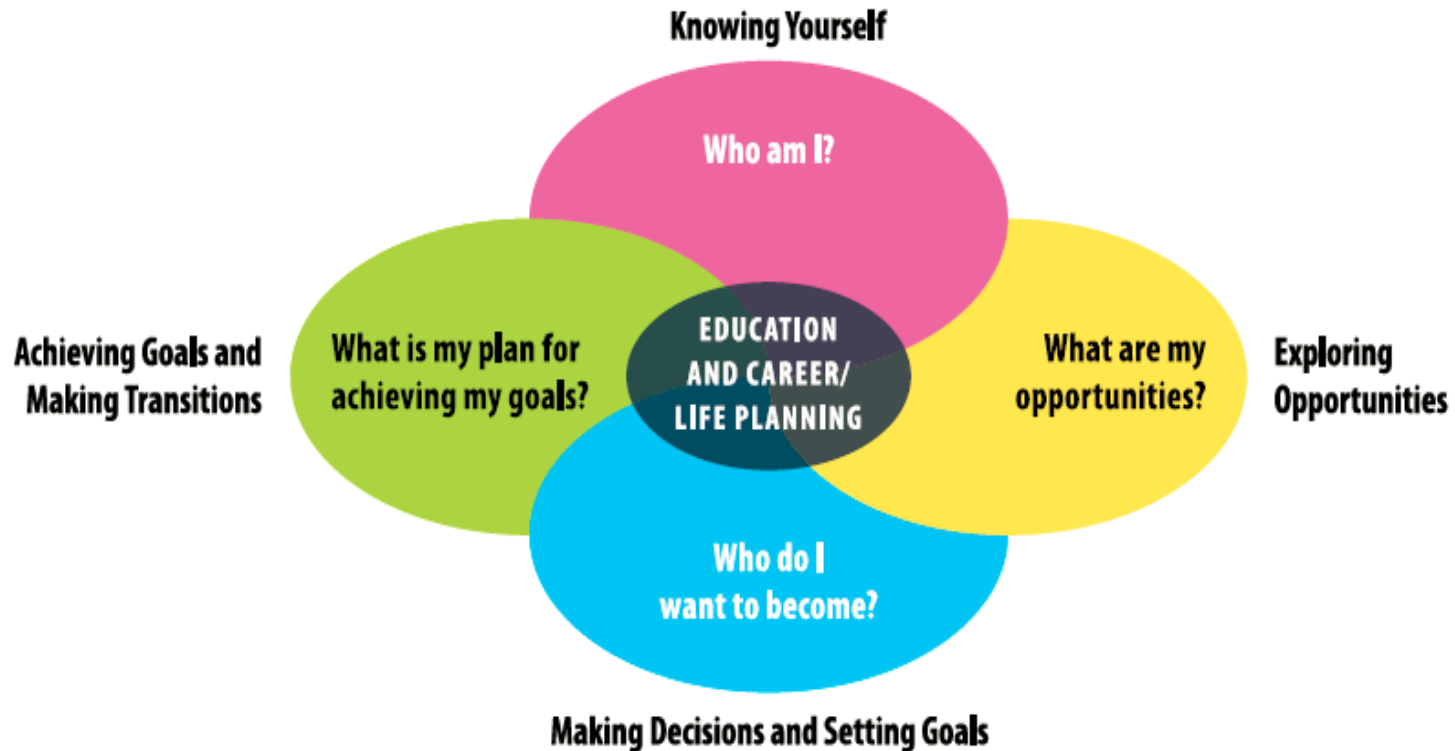 Knowing Yourself
Who am I?
Achieving Goals and
Making Transitions
What is my plan for
achieving my goals?
EDUCATION
AND CAREER/
LIFE PLANNING
What are my
opportunities?
Exploring
Opportunities
Who do I
want to become?
Making Decisions and Setting Goals